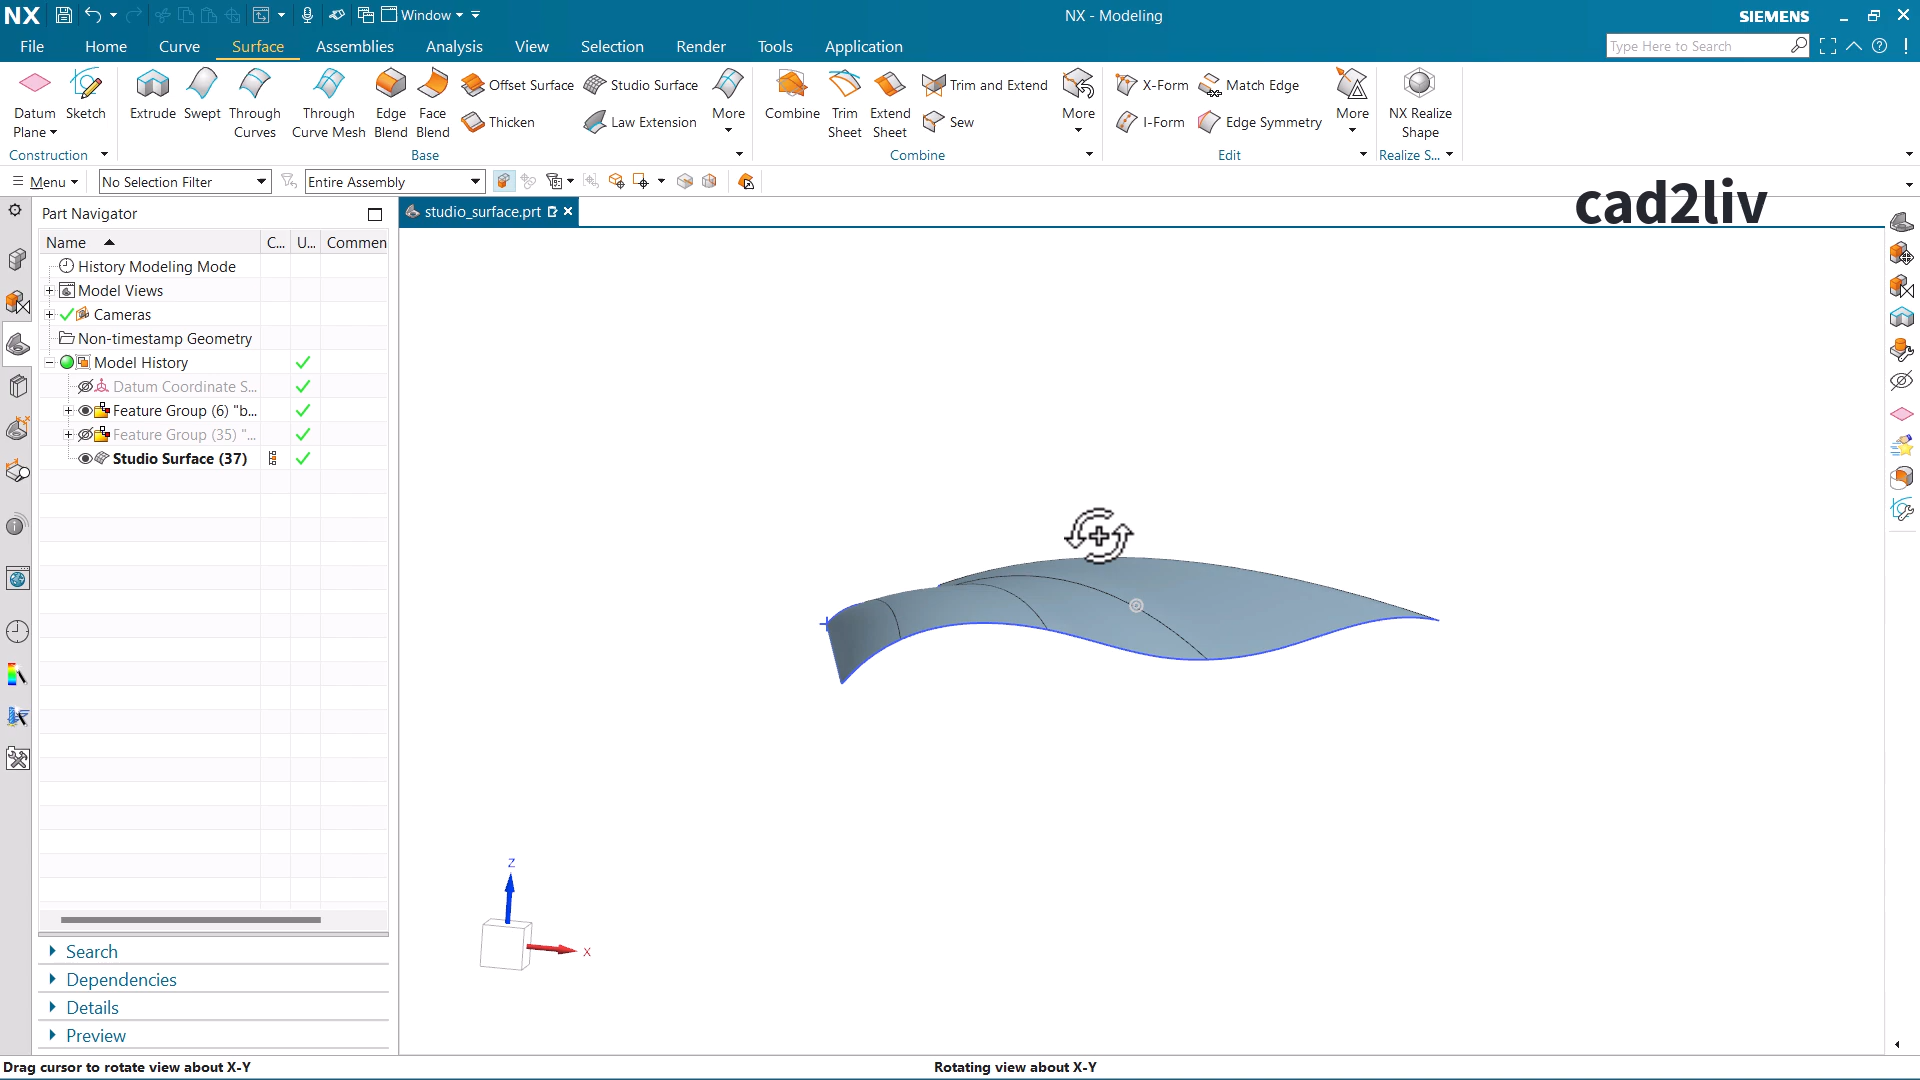 NX
Window
NX - Modeling
SIEMENS
File Home Curve Surface Assemblies Analysis View Selection Render Tools Application
Type Here to Search
Datum Plane
Sketch
Extrude
Swept
Through Curves
Through Curve Mesh
Edge Blend
Face Blend
Offset Surface
Thicken
Studio Surface
Law Extension
More
Combine
Trim Sheet
Extend Sheet
Trim and Extend
Sew
More
X-Form
I-Form
Match Edge
Edge Symmetry
More
NX Realize Shape
Construction
Base
Combine
Edit
Realize S...
Menu
No Selection Filter
Entire Assembly
cad2liv
Part Navigator
studio_surface.prt
Name C... U... Commen
History Modeling Mode
Model Views
Cameras
Non-timestamp Geometry
Model History
Datum Coordinate S...
Feature Group (6) "b...
Feature Group (35) "...
Studio Surface (37)
Z
X
Search
Dependencies
Details
Preview
Drag cursor to rotate view about X-Y
Rotating view about X-Y